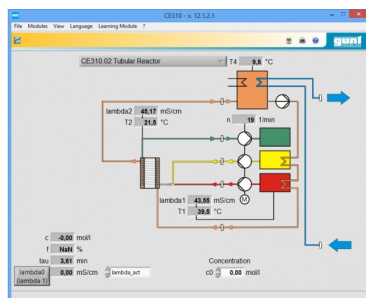 CE310 - v. 12.1.2.1
File Modules View Language Learning Module ?
gunt
CE310.02 Tubular Reactor
T4 9,5 °C
lambda2 45,17 mS/cm
T2 21,5 °C
n 19 1/min
lambda1 43,55 mS/cm
T1 39,8 °C
M
c -0,00 mol/l
f NaN %
tau 3,61 min
lambda0 0,00 mS/cm lambda_act
(lambda 1)
Concentration
c0 0,00 mol/l